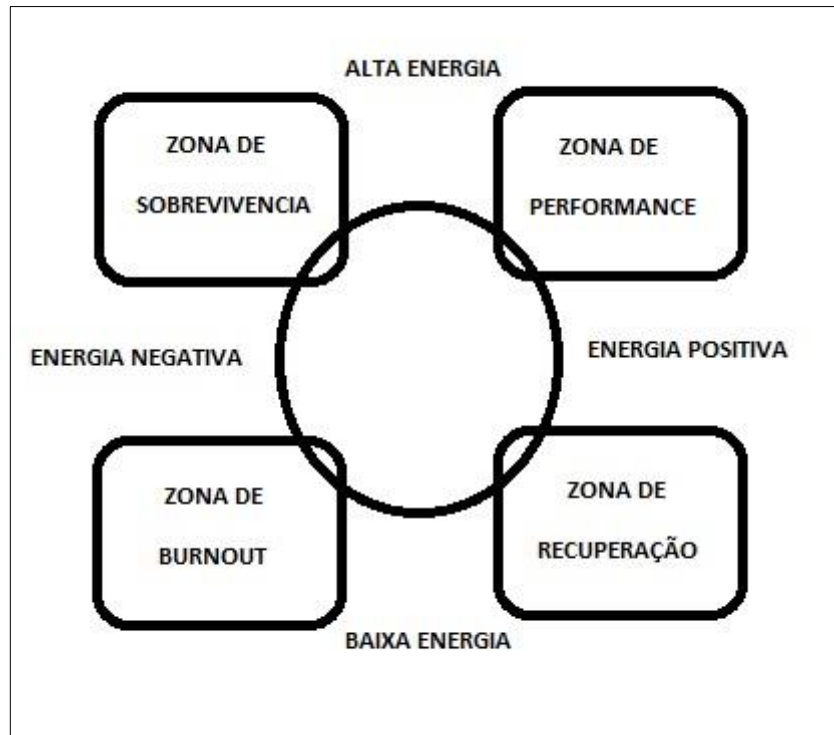 ALTA ENERGIA
ZONA DE
SOBREVIVENCIA
ZONA DE
PERFORMANCE
ENERGIA NEGATIVA
ENERGIA POSITIVA
ZONA DE
BURNOUT
ZONA DE
RECUPERAÇÃO
BAIXA ENERGIA